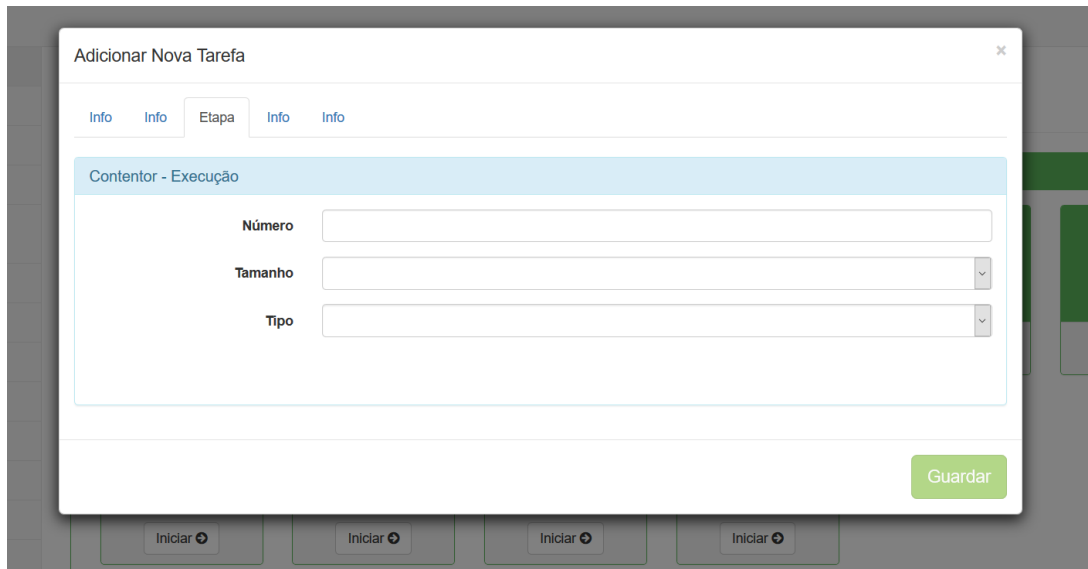 Adicionar Nova Tarefa ×
Info Info Etapa Info Info
Contentor - Execução
Número
Tamanho
Tipo
Guardar
Iniciar Iniciar Iniciar Iniciar